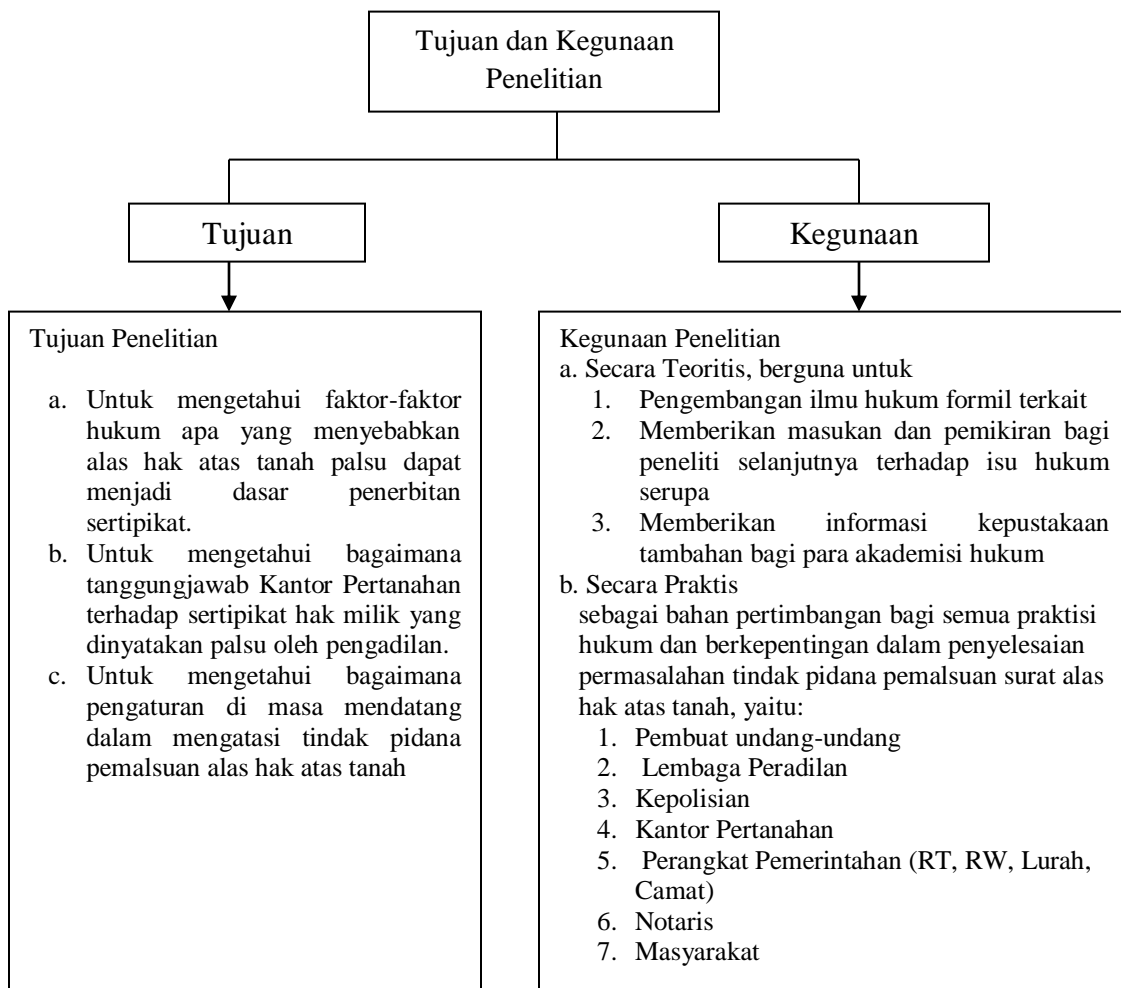 Tujuan dan Kegunaan
Penelitian
Tujuan
Kegunaan
Tujuan Penelitian
a. Untuk mengetahui faktor-faktor
hukum apa yang menyebabkan
alas hak atas tanah palsu dapat
menjadi dasar penerbitan
sertipikat.
b. Untuk mengetahui bagaimana
tanggungjawab Kantor Pertanahan
terhadap sertipikat hak milik yang
dinyatakan palsu oleh pengadilan.
c. Untuk mengetahui bagaimana
pengaturan di masa mendatang
dalam mengatasi tindak pidana
pemalsuan alas hak atas tanah
Kegunaan Penelitian
a. Secara Teoritis, berguna untuk
1. Pengembangan ilmu hukum formil terkait
2. Memberikan masukan dan pemikiran bagi
peneliti selanjutnya terhadap isu hukum
serupa
3. Memberikan informasi kepustakaan
tambahan bagi para akademisi hukum
b. Secara Praktis
sebagai bahan pertimbangan bagi semua praktisi
hukum dan berkepentingan dalam penyelesaian
permasalahan tindak pidana pemalsuan surat alas
hak atas tanah, yaitu:
1. Pembuat undang-undang
2. Lembaga Peradilan
3. Kepolisian
4. Kantor Pertanahan
5. Perangkat Pemerintahan (RT, RW, Lurah,
Camat)
6. Notaris
7. Masyarakat